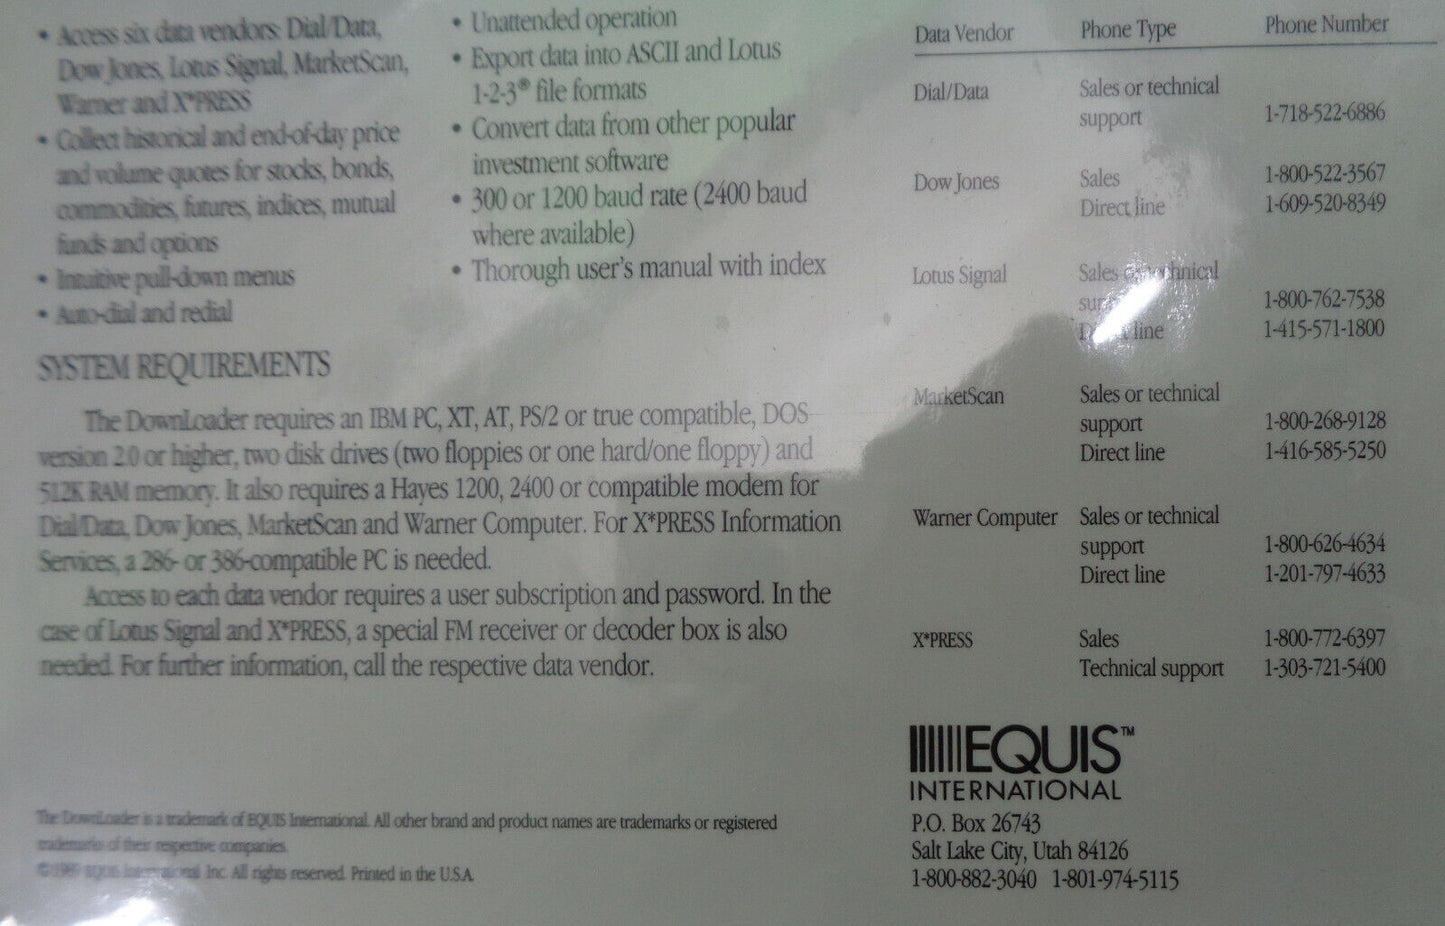 • Access six data vendors: Dial/Data,
Dow Jones, Lotus Signal, MarketScan,
Warner and X*PRESS
• Collect historical and end-of-day price
and volume quotes for stocks, bonds,
commodities, futures, indices, mutual
funds and options
• Intuitive pull-down menus
• Auto-dial and redial
• Unattended operation
• Export data into ASCII and Lotus
1-2-3® file formats
• Convert data from other popular
investment software
• 300 or 1200 baud rate (2400 baud
where available)
• Thorough user's manual with index
SYSTEM REQUIREMENTS
The DownLoader requires an IBM PC, XT, AT, PS/2 or true compatible, DOS
version 2.0 or higher, two disk drives (two floppies or one hard/one floppy) and
512K RAM memory. It also requires a Hayes 1200, 2400 or compatible modem for
Dial/Data, Dow Jones, MarketScan and Warner Computer. For X*PRESS Information
Services, a 286- or 386-compatible PC is needed.
Access to each data vendor requires a user subscription and password. In the
case of Lotus Signal and X*PRESS, a special FM receiver or decoder box is also
needed. For further information, call the respective data vendor.
The DownLoader is a trademark of EQUIS International. All other brand and product names are trademarks or registered
trademarks of their respective companies.
©1989 EQUIS International Inc. All rights reserved. Printed in the U.S.A.
Data Vendor Phone Type Phone Number
Dial/Data Sales or technical
support 1-718-522-6886
Dow Jones Sales 1-800-522-3567
Direct line 1-609-520-8349
Lotus Signal Sales or technical
support 1-800-762-7538
Direct line 1-415-571-1800
MarketScan Sales or technical
support 1-800-268-9128
Direct line 1-416-585-5250
Warner Computer Sales or technical
support 1-800-626-4634
Direct line 1-201-797-4633
X*PRESS Sales 1-800-772-6397
Technical support 1-303-721-5400
EQUIS™
INTERNATIONAL
P.O. Box 26743
Salt Lake City, Utah 84126
1-800-882-3040 1-801-974-5115